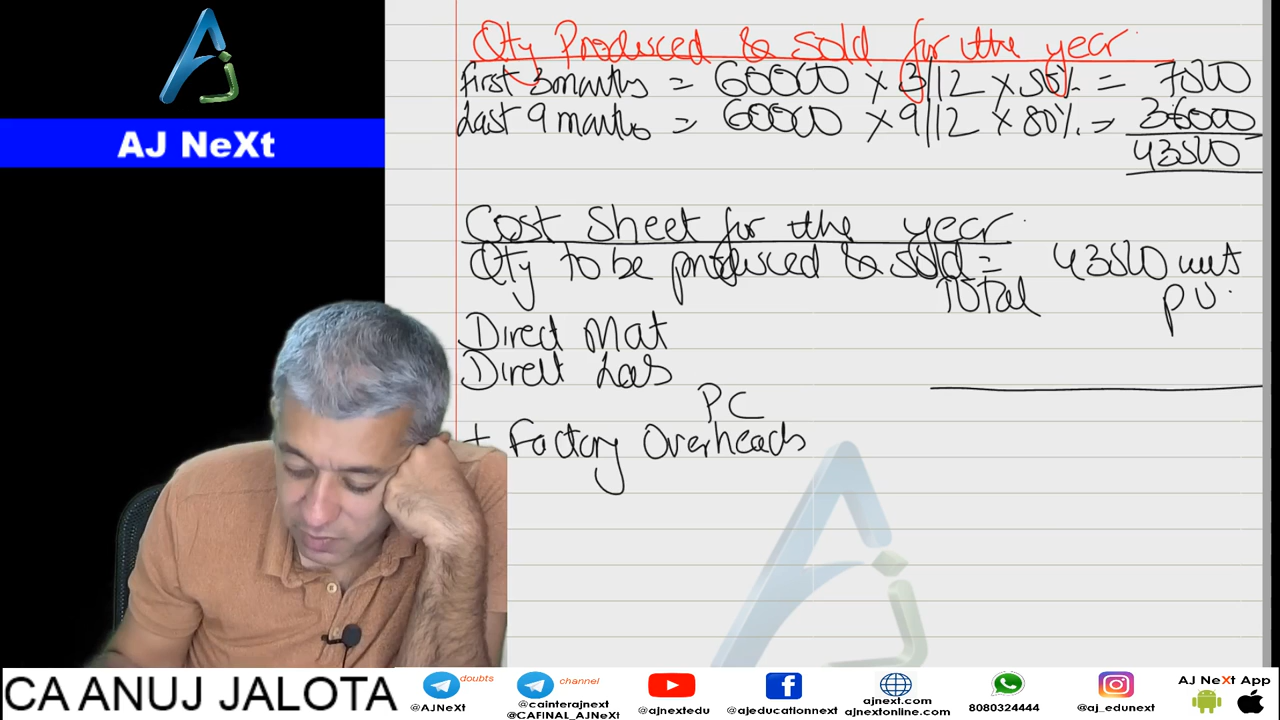 Qty Produced & Sold for the year
First 3 months = 60000 × 3/12 × 50% = 7500
Last 9 months = 60000 × 9/12 × 80% = 36000
43500
Cost Sheet for the year
Qty to be produced & sold = 43500 units
Total P U
Direct Mat
Direct Lab
PC
+ Factory Overheads
AJ NeXt
CA ANUJ JALOTA
doubts
@AJNeXt
channel
@cainterajnext
@CAFINAL_AJNeXt
@ajnextedu
@ajeducationnext
ajnext.com
ajnextonline.com
8080324444
@aj_edunext
AJ NeXt App